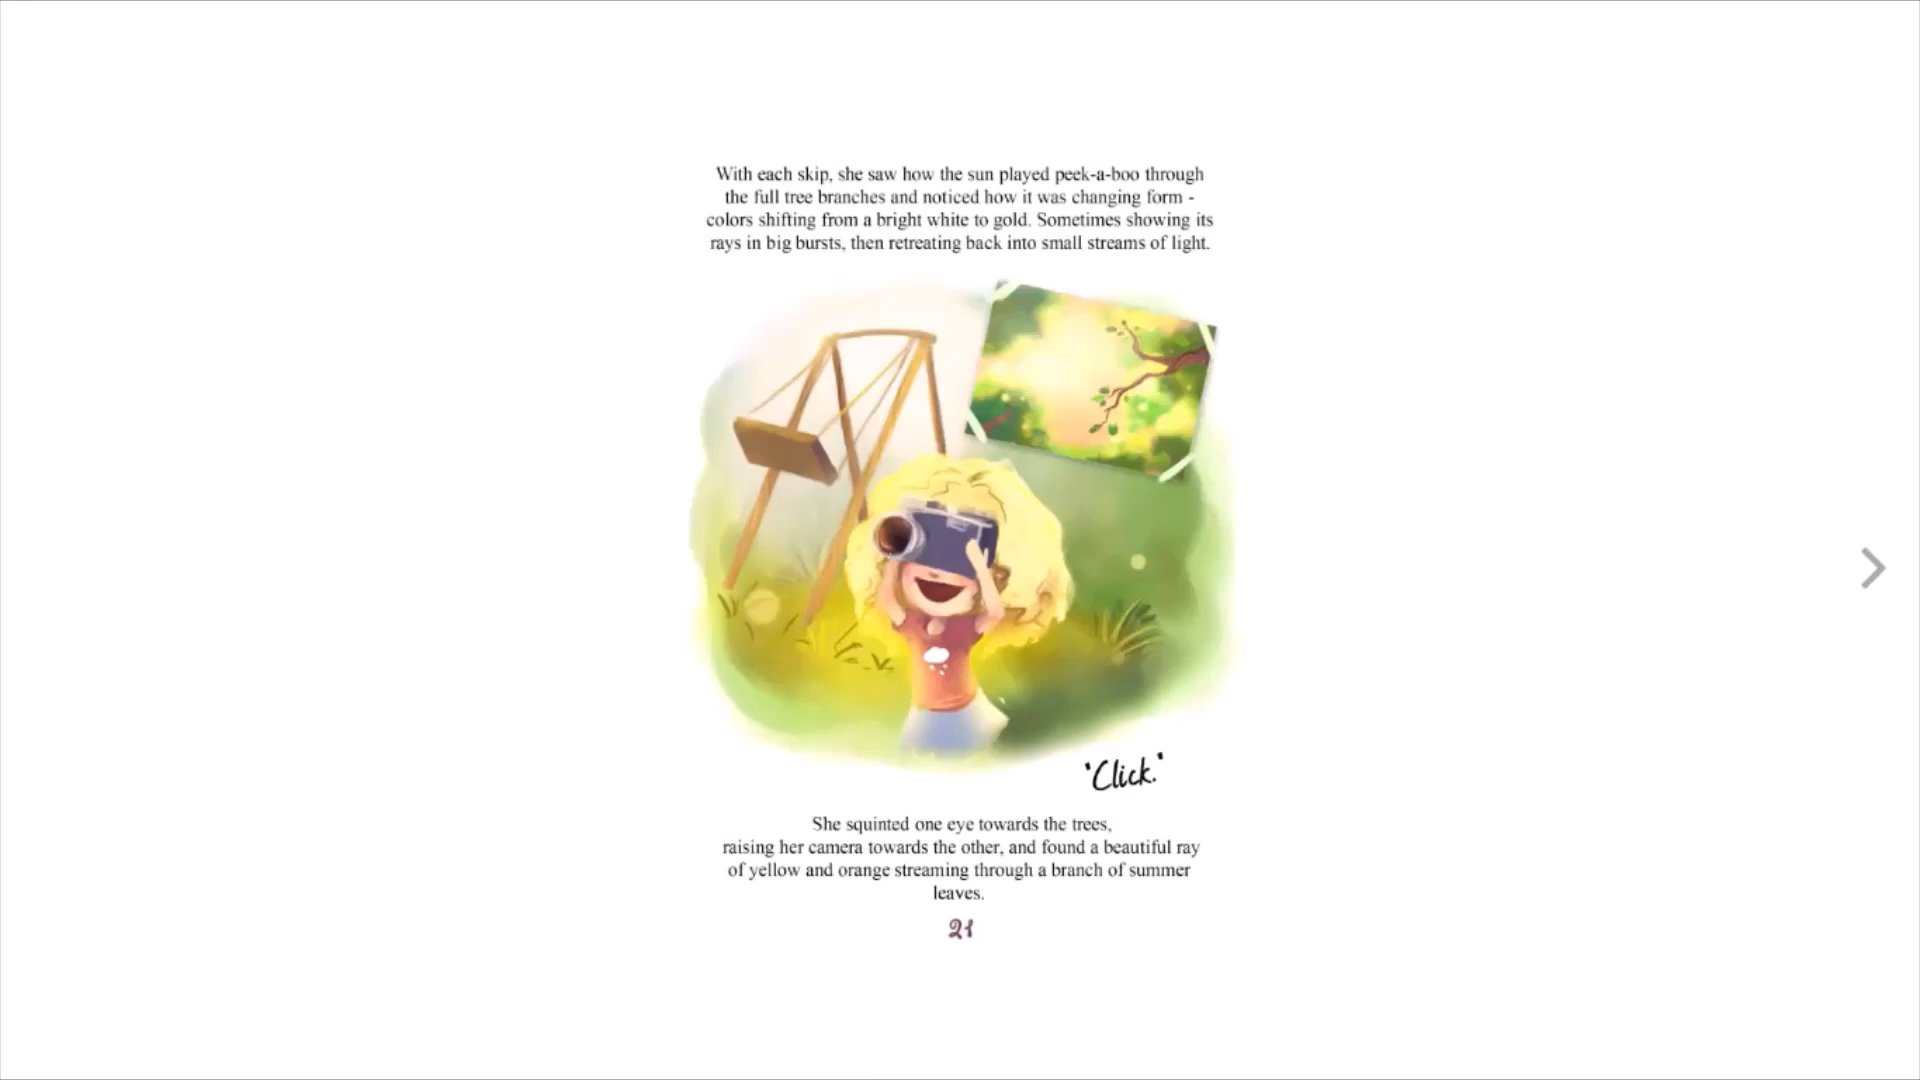 With each skip, she saw how the sun played peek-a-boo through
the full tree branches and noticed how it was changing form -
colors shifting from a bright white to gold. Sometimes showing its
rays in big bursts, then retreating back into small streams of light.
"Click."
She squinted one eye towards the trees,
raising her camera towards the other, and found a beautiful ray
of yellow and orange streaming through a branch of summer
leaves.
21